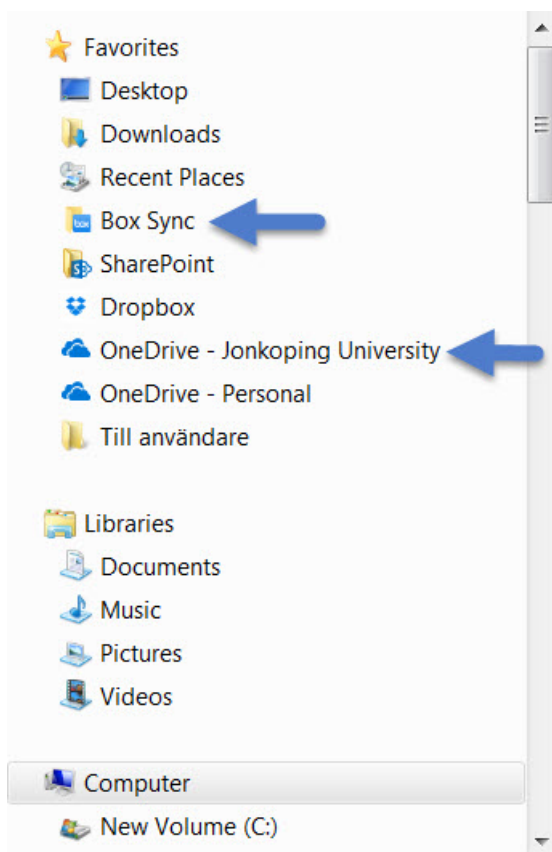 Favorites
Desktop
Downloads
Recent Places
box Box Sync
SharePoint
Dropbox
OneDrive - Jonkoping University
OneDrive - Personal
Till användare
Libraries
Documents
Music
Pictures
Videos
Computer
New Volume (C:)